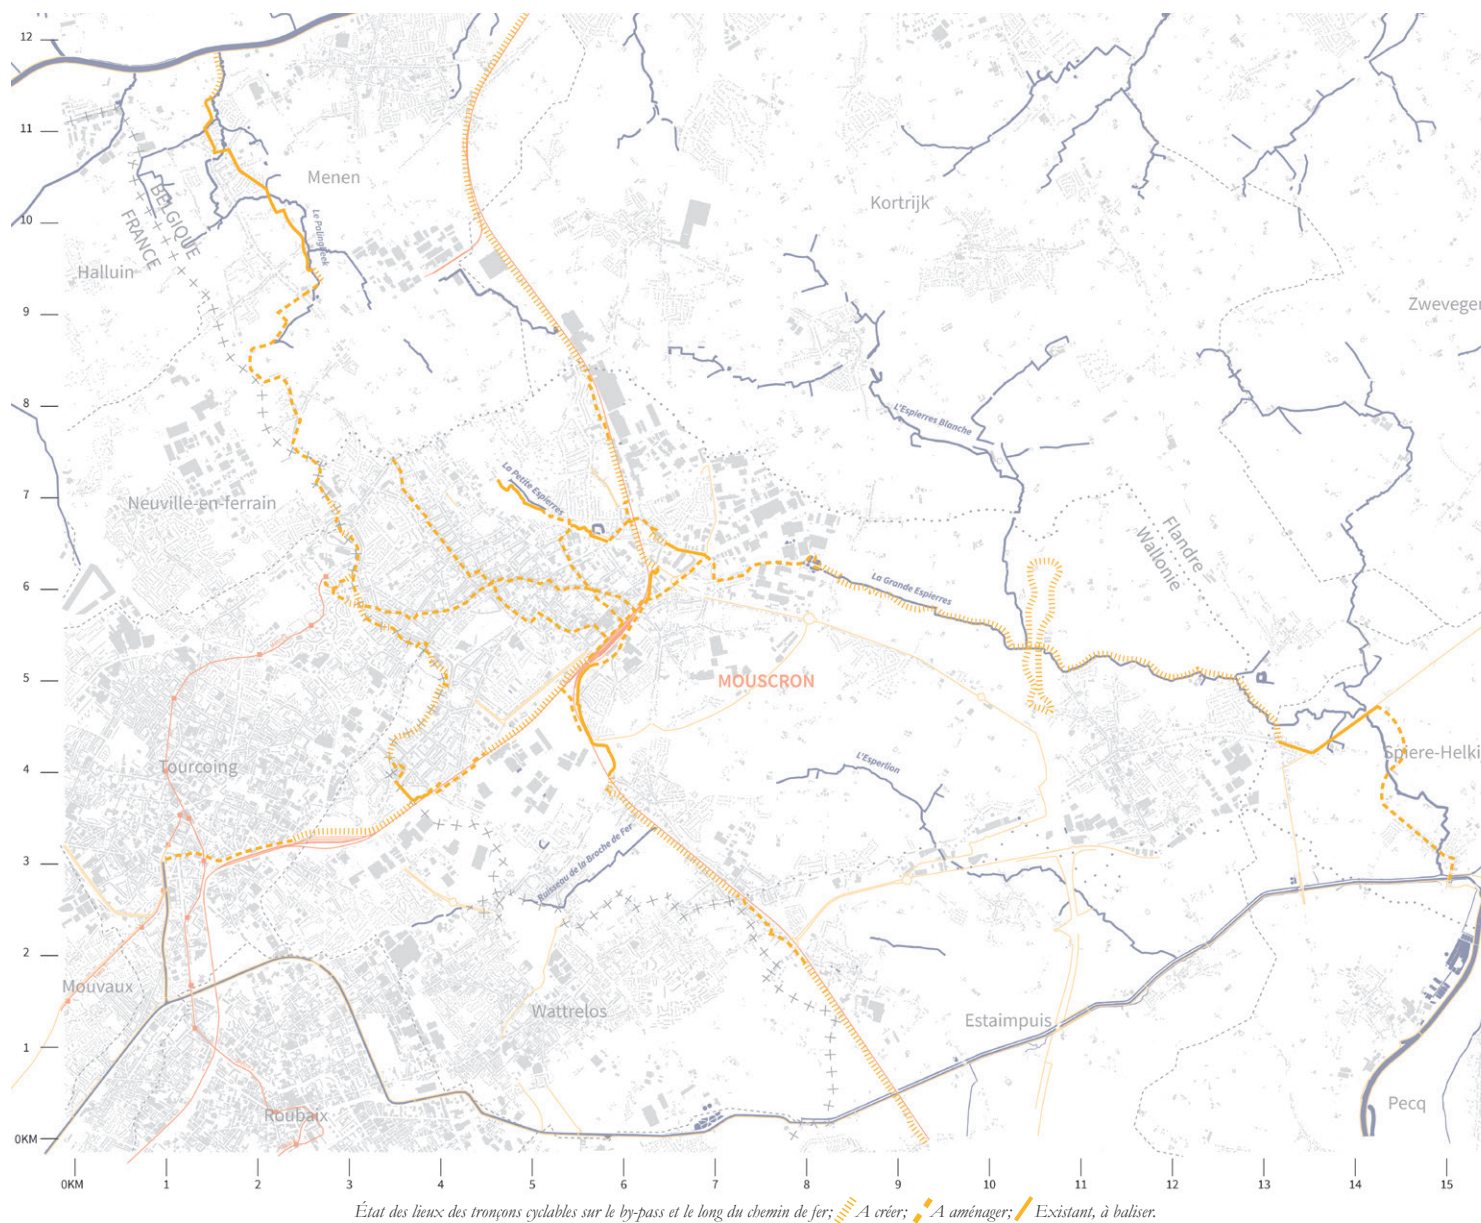 12
11
10
9
8
7
6
5
4
3
2
1
0KM
Menen
Kortrijk
BELGIQUE
FRANCE
Le Palingbeek
Halluin
L'Espierres Blanche
La Petite Espierres
Neuville-en-ferrain
Flandre =
Wallonie
La Grande Espierres
MOUSCRON
Tourcoing
L'Esperlion
Ruisseau de la Broche de Fer
Mouvaux
Wattrelos
Estaimpuis
Roubaix
Pecq
0KM 1 2 3 4 5 6 7 8 9 10 11 12 13 14 15
État des lieux des tronçons cyclables sur le by-pass et le long du chemin de fer; A créer; A aménager; Existant, à baliser.